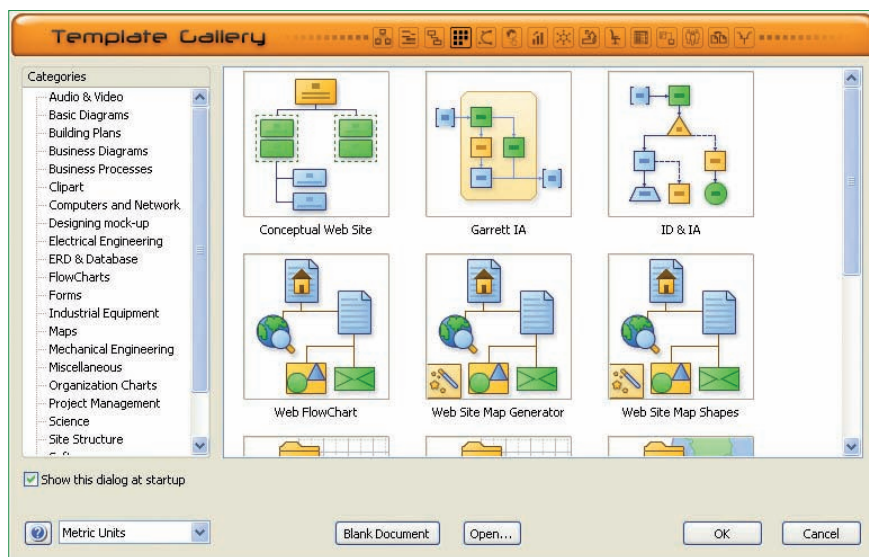 Template Gallery
Categories
Audio & Video
Basic Diagrams
Building Plans
Business Diagrams
Business Processes
Clipart
Computers and Network
Designing mock-up
Electrical Engineering
ERD & Database
FlowCharts
Forms
Industrial Equipment
Maps
Mechanical Engineering
Miscellaneous
Organization Charts
Project Management
Science
Site Structure
Conceptual Web Site
Garrett IA
ID & IA
Web FlowChart
Web Site Map Generator
Web Site Map Shapes
Show this dialog at startup
Metric Units
Blank Document
Open...
OK
Cancel